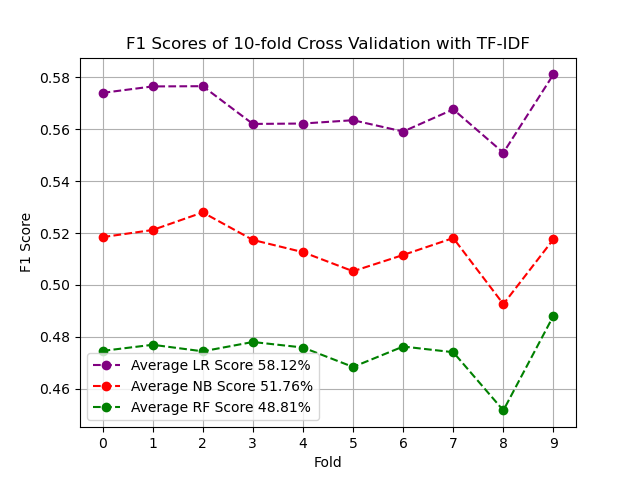 F1 Scores of 10-fold Cross Validation with TF-IDF
F1 Score
0.58
0.56
0.54
0.52
0.50
0.48
0.46
Average LR Score 58.12%
Average NB Score 51.76%
Average RF Score 48.81%
0 1 2 3 4 5 6 7 8 9
Fold